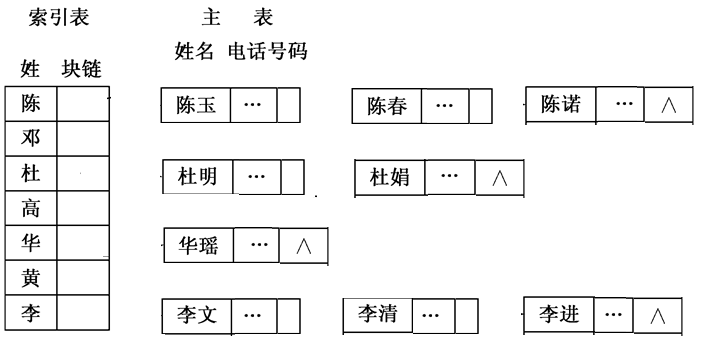 索引表 主 表
姓名 电话号码
姓 块链
陈 陈玉 … 陈春 … 陈诺 … ∧
邓
杜 杜明 … 杜娟 … ∧
高
华 华瑶 … ∧
黄
李 李文 … 李清 … 李进 … ∧